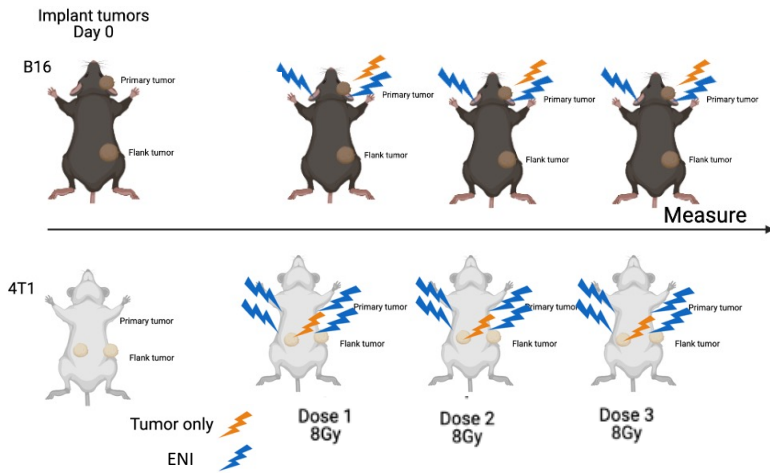 Implant tumors
Day 0
B16
Primary tumor
Flank tumor
Primary tumor
Flank tumor
Primary tumor
Flank tumor
Primary tumor
Flank tumor
Measure
4T1
Primary tumor
Flank tumor
Primary tumor
Flank tumor
Primary tumor
Flank tumor
Primary tumor
Flank tumor
Tumor only
ENI
Dose 1
8Gy
Dose 2
8Gy
Dose 3
8Gy